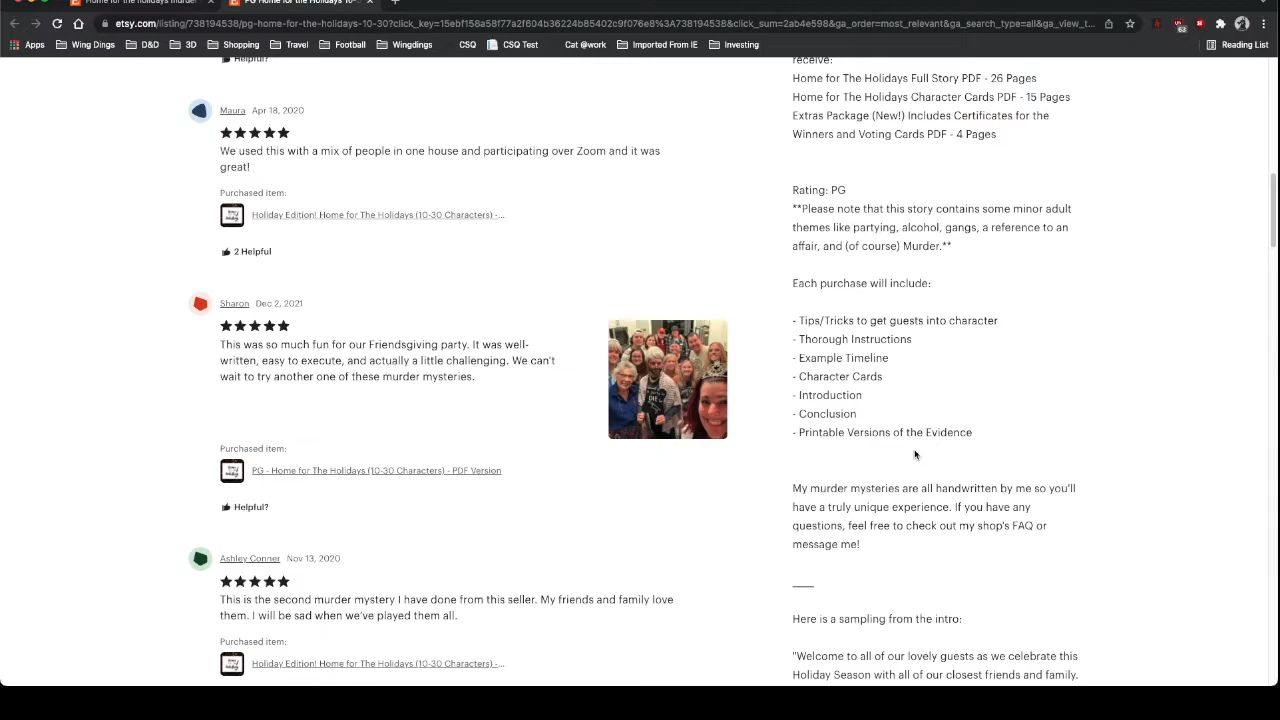 Home for the holidays murder
PG Home for the Holidays 10-3
etsy.com/listing/738194538/pg-home-for-the-holidays-10-30?click_key=15ebf158a58f77a2f604b36224b85402c9f076e8%3A738194538&click_sum=2ab4e598&ga_order=most_relevant&ga_search_type=all&ga_view_t...
Apps
Wing Dings
D&D
3D
Shopping
Travel
Football
Wingdings
CSQ
CSQ Test
Cat @work
Imported From IE
Investing
Reading List
63
Helpful?
Maura Apr 18, 2020
We used this with a mix of people in one house and participating over Zoom and it was
great!
Purchased item:
Holiday Edition! Home for The Holidays (10-30 Characters) -...
2 Helpful
Sharon Dec 2, 2021
This was so much fun for our Friendsgiving party. It was well-
written, easy to execute, and actually a little challenging. We can't
wait to try another one of these murder mysteries.
Purchased item:
PG - Home for The Holidays (10-30 Characters) - PDF Version
Helpful?
Ashley Conner Nov 13, 2020
This is the second murder mystery I have done from this seller. My friends and family love
them. I will be sad when we've played them all.
Purchased item:
Holiday Edition! Home for The Holidays (10-30 Characters) -...
receive:
Home for The Holidays Full Story PDF - 26 Pages
Home for The Holidays Character Cards PDF - 15 Pages
Extras Package (New!) Includes Certificates for the
Winners and Voting Cards PDF - 4 Pages
Rating: PG
**Please note that this story contains some minor adult
themes like partying, alcohol, gangs, a reference to an
affair, and (of course) Murder.**
Each purchase will include:
- Tips/Tricks to get guests into character
- Thorough Instructions
- Example Timeline
- Character Cards
- Introduction
- Conclusion
- Printable Versions of the Evidence
My murder mysteries are all handwritten by me so you'll
have a truly unique experience. If you have any
questions, feel free to check out my shop's FAQ or
message me!
____
Here is a sampling from the intro:
"Welcome to all of our lovely guests as we celebrate this
Holiday Season with all of our closest friends and family.